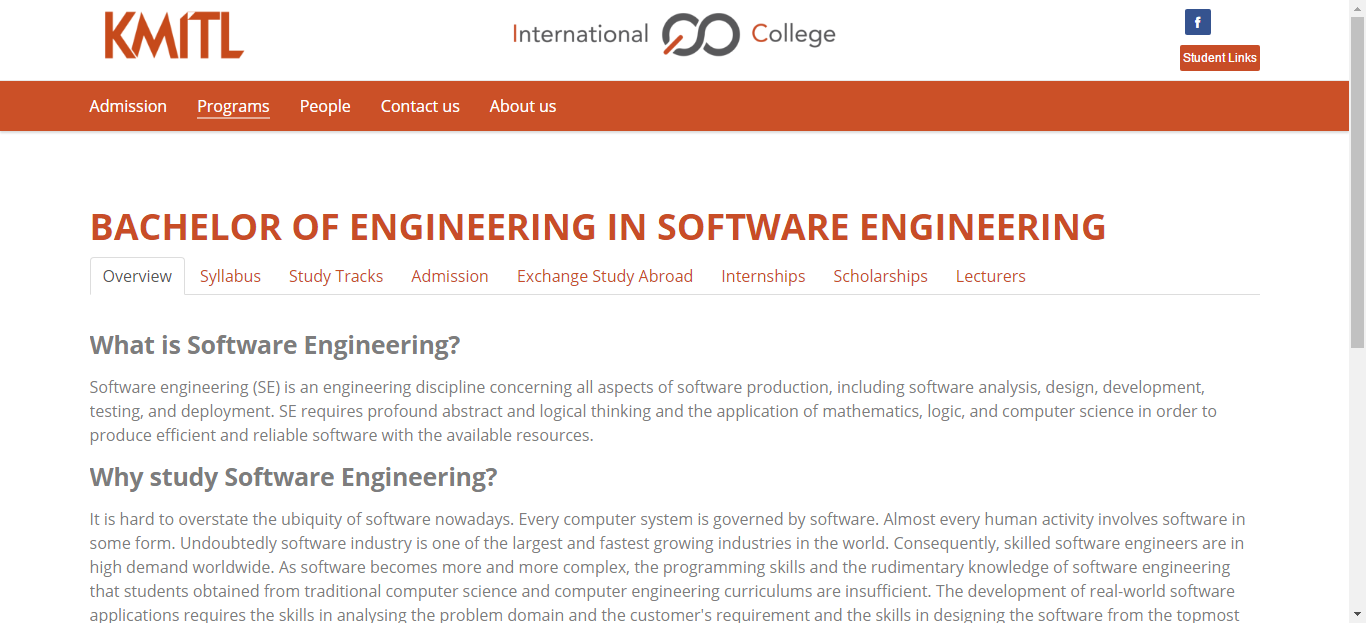 KMITL
International College
f
Student Links
Admission Programs People Contact us About us
BACHELOR OF ENGINEERING IN SOFTWARE ENGINEERING
Overview Syllabus Study Tracks Admission Exchange Study Abroad Internships Scholarships Lecturers
What is Software Engineering?
Software engineering (SE) is an engineering discipline concerning all aspects of software production, including software analysis, design, development,
testing, and deployment. SE requires profound abstract and logical thinking and the application of mathematics, logic, and computer science in order to
produce efficient and reliable software with the available resources.
Why study Software Engineering?
It is hard to overstate the ubiquity of software nowadays. Every computer system is governed by software. Almost every human activity involves software in
some form. Undoubtedly software industry is one of the largest and fastest growing industries in the world. Consequently, skilled software engineers are in
high demand worldwide. As software becomes more and more complex, the programming skills and the rudimentary knowledge of software engineering
that students obtained from traditional computer science and computer engineering curriculums are insufficient. The development of real-world software
applications requires the skills in analysing the problem domain and the customer's requirement and the skills in designing the software from the topmost